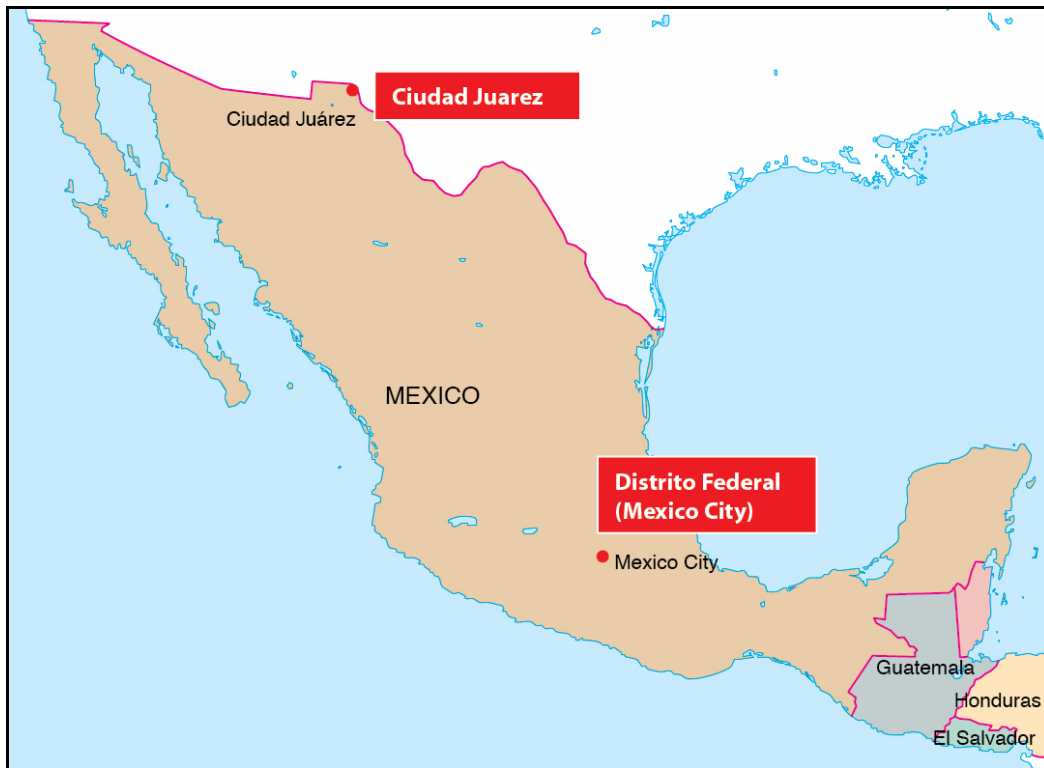 Ciudad Juarez
Ciudad Juárez
MEXICO
Distrito Federal
(Mexico City)
Mexico City
Guatemala
Honduras
El Salvador